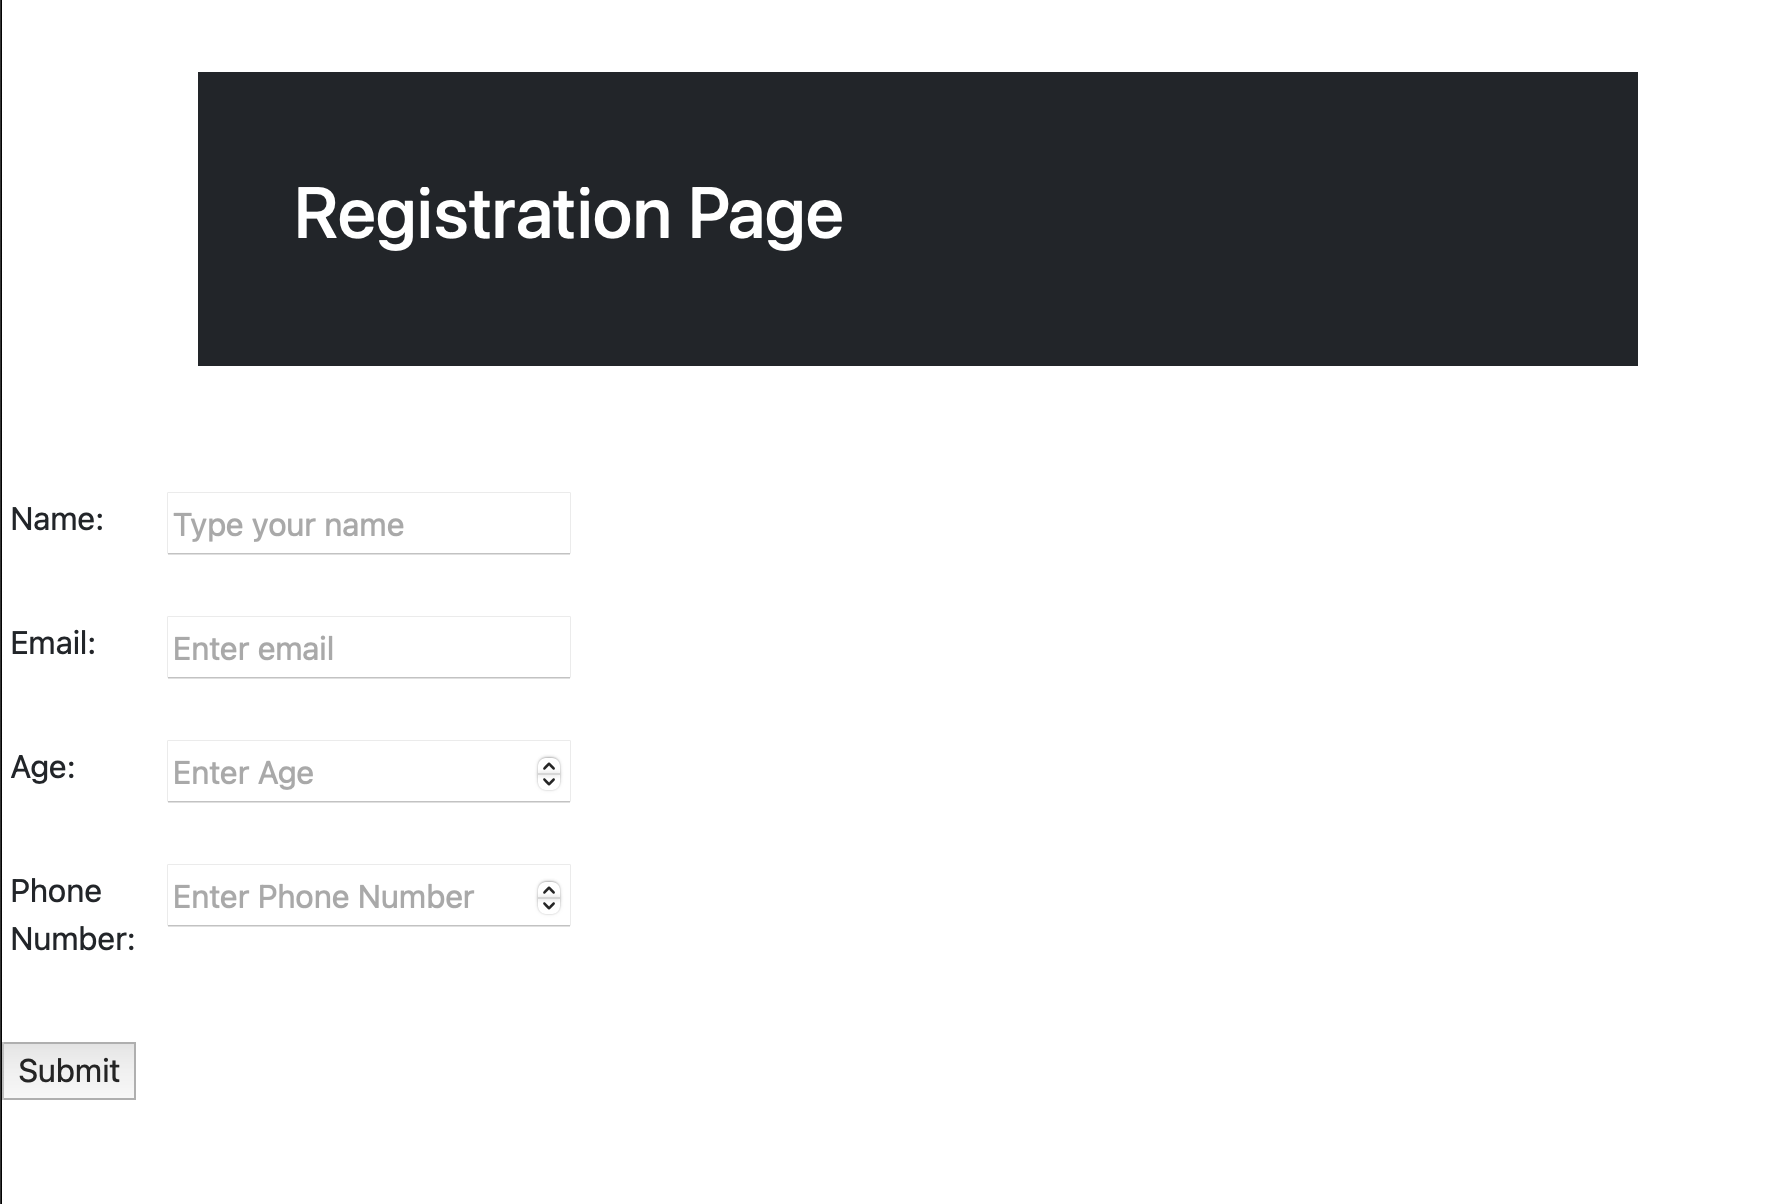 Registration Page
Name:
Type your name
Email:
Enter email
Age:
Enter Age
Phone
Number:
Enter Phone Number
Submit